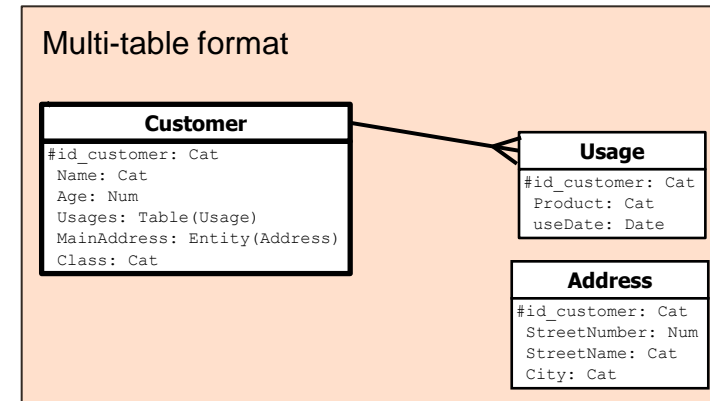 Multi-table format
Customer
#id_customer: Cat
Name: Cat
Age: Num
Usages: Table(Usage)
MainAddress: Entity(Address)
Class: Cat
Usage
#id_customer: Cat
Product: Cat
useDate: Date
Address
#id_customer: Cat
StreetNumber: Num
StreetName: Cat
City: Cat